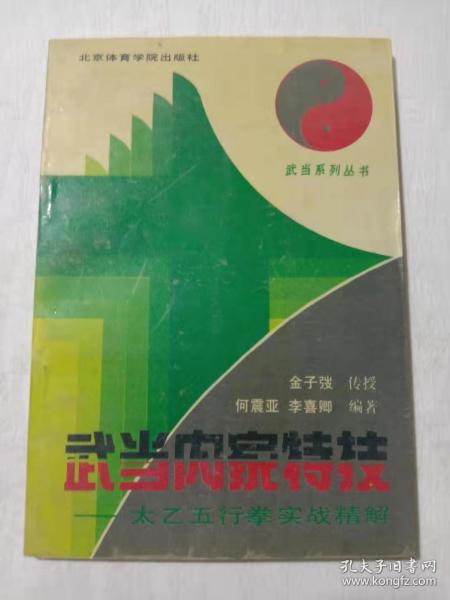 北京体育学院出版社
武当系列丛书
金子弢 传授
何震亚 李喜卿 编著
武当内家特技
——太乙五行拳实战精解
孔夫子旧书网
www.kongfz.com